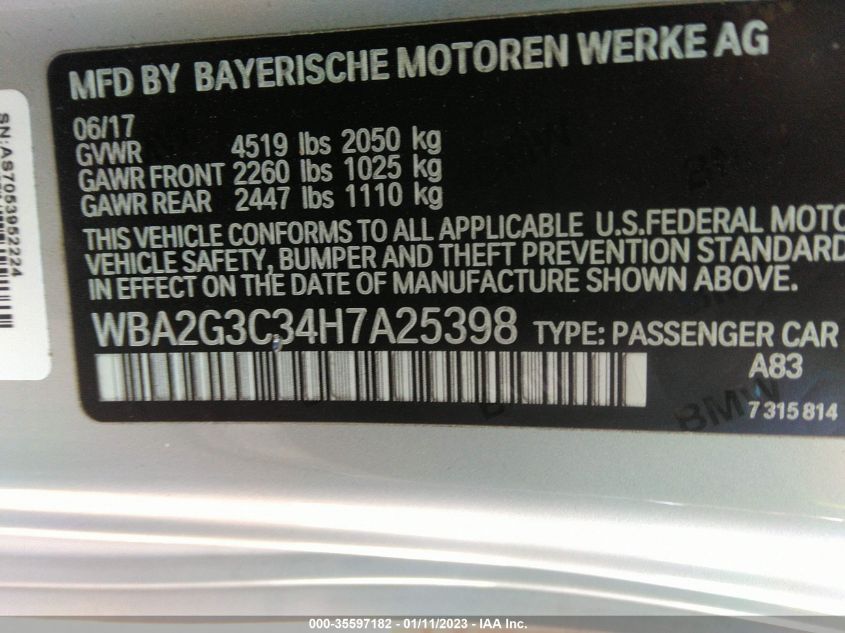 MFD BY BAYERISCHE MOTOREN WERKE AG
06/17
GVWR 4519 lbs 2050 kg
GAWR FRONT 2260 lbs 1025 kg
GAWR REAR 2447 lbs 1110 kg
THIS VEHICLE CONFORMS TO ALL APPLICABLE U.S.FEDERAL MOTO
VEHICLE SAFETY, BUMPER AND THEFT PREVENTION STANDARD
IN EFFECT ON THE DATE OF MANUFACTURE SHOWN ABOVE.
WBA2G3C34H7A25398 TYPE: PASSENGER CAR
A83
BMW
7 315 814
SN:AS7053952224
000-35597182 - 01/11/2023 - IAAI.COM